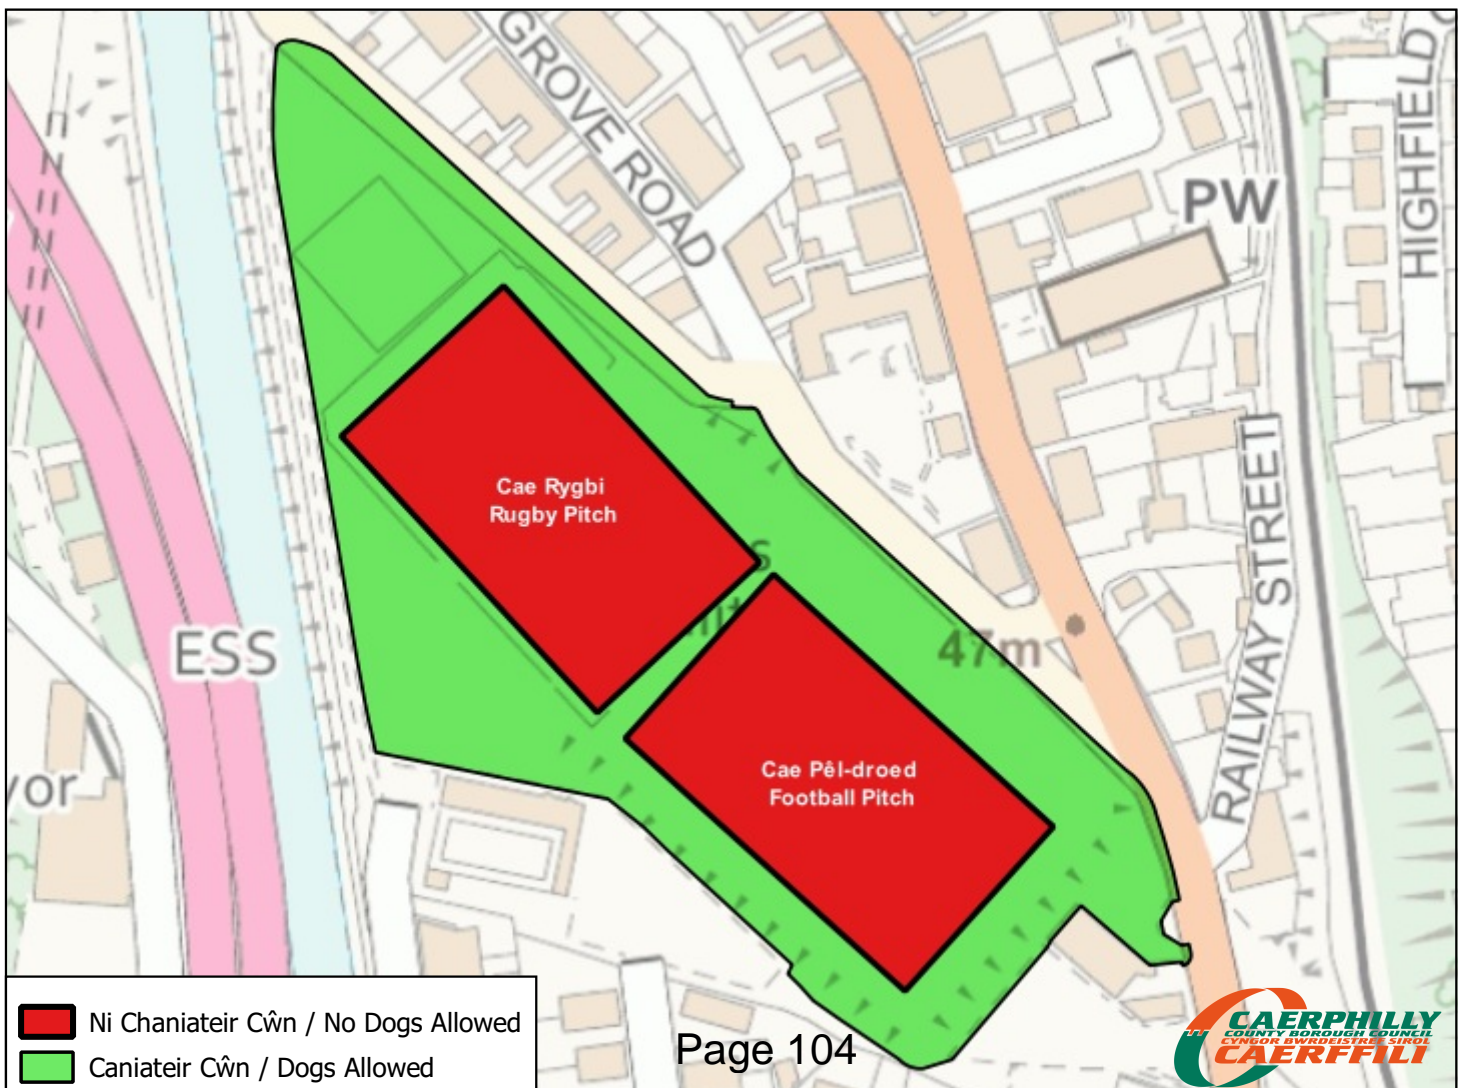 GROVE ROAD
HIGHFIELD
PW
Cae Rygbi
Rugby Pitch
47m
RAILWAY STREET
ESS
Cae Pêl-droed
Football Pitch
Ni Chaniateir Cŵn / No Dogs Allowed
Caniateir Cŵn / Dogs Allowed
Page 104
CAERPHILLY
COUNTY BOROUGH COUNCIL
CYNGOR BWRDEISTREF SIROL
CAERFFILI